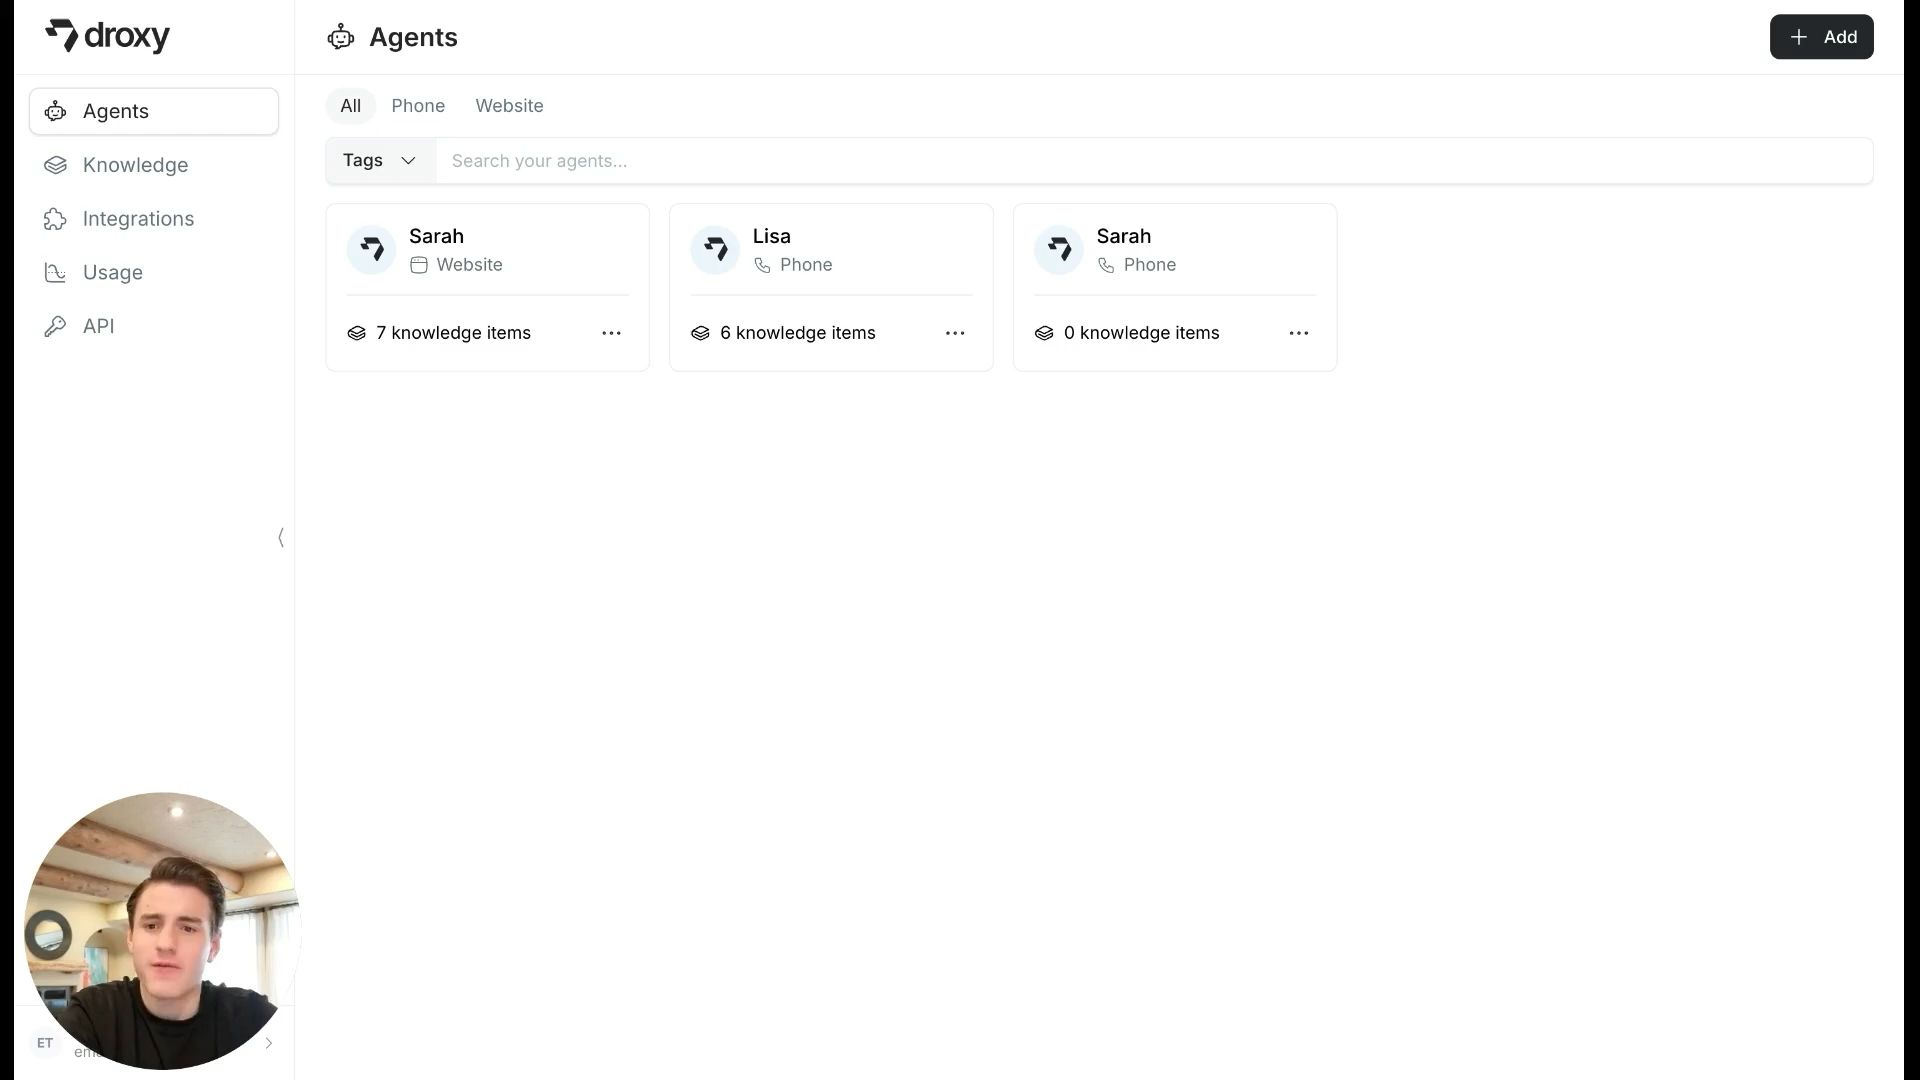 droxy
Agents
Add
Agents
Knowledge
Integrations
Usage
API
All
Phone
Website
Tags
Search your agents...
Sarah
Website
7 knowledge items
Lisa
Phone
6 knowledge items
Sarah
Phone
0 knowledge items
ET